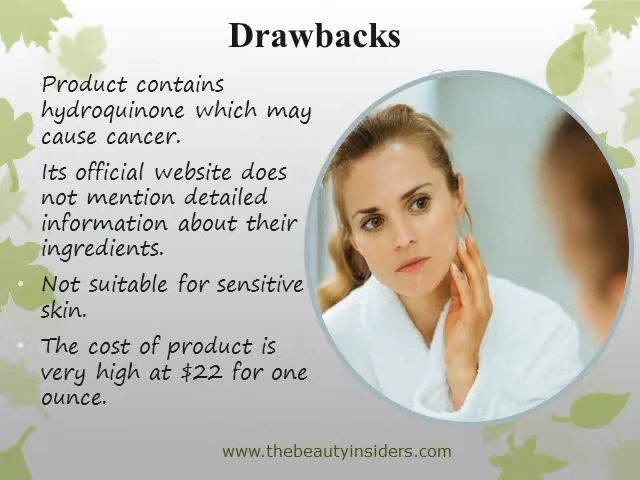 Drawbacks
Product contains
hydroquinone which may
cause cancer.
Its official website does
not mention detailed
information about their
ingredients.
Not suitable for sensitive
skin.
The cost of product is
very high at $22 for one
ounce.
www.thebeautyinsiders.com